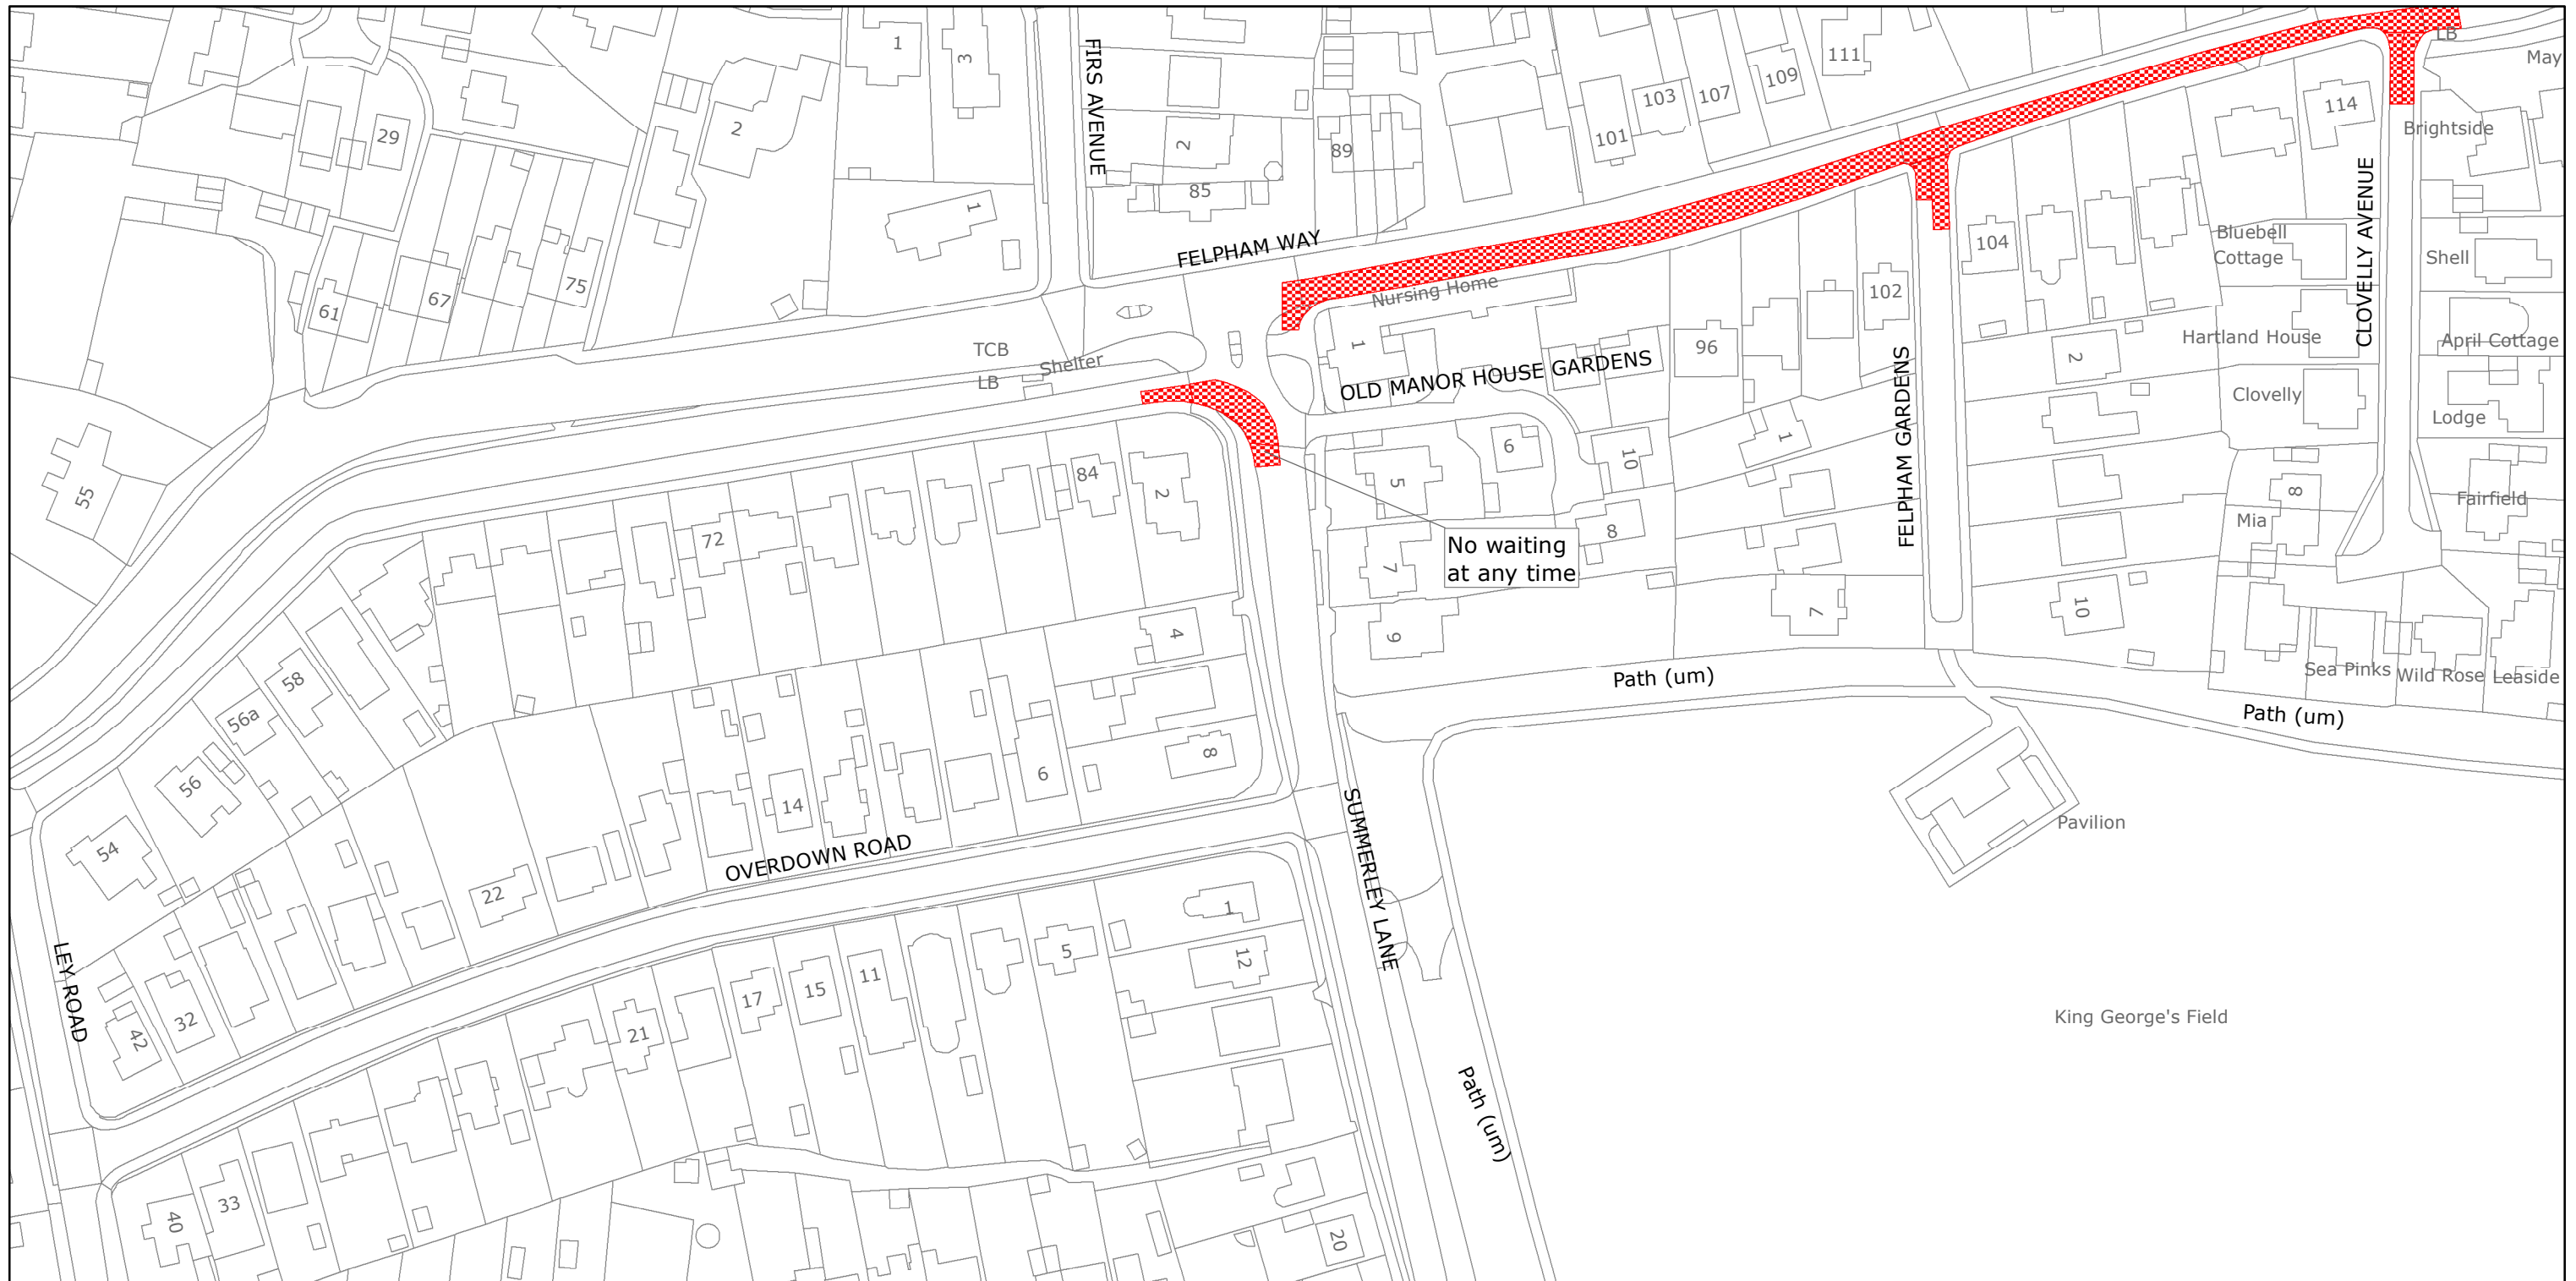 1
3
FIRS AVENUE
2
29
2
1
85
89
101
103
107
109
111
LB
May
114
Brightside
CLOVELLY AVENUE
61
67
75
FELPHAM WAY
Nursing Home
1
OLD MANOR HOUSE GARDENS
96
102
104
Bluebell
Cottage
Shell
2
Hartland House
April Cottage
Clovelly
Lodge
TCB
LB
Shelter
FELPHAM GARDENS
55
84
2
72
5
6
10
1
8
Mia
Fairfield
No waiting
at any time
8
7
9
7
10
4
Sea Pinks
Wild Rose
Leaside
Path (um)
Path (um)
58
56a
56
54
14
6
8
OVERDOWN ROAD
SUMMERLEY LANE
Pavilion
22
1
5
12
11
15
17
21
LEY ROAD
42
32
King George's Field
Path (um)
40
33
20